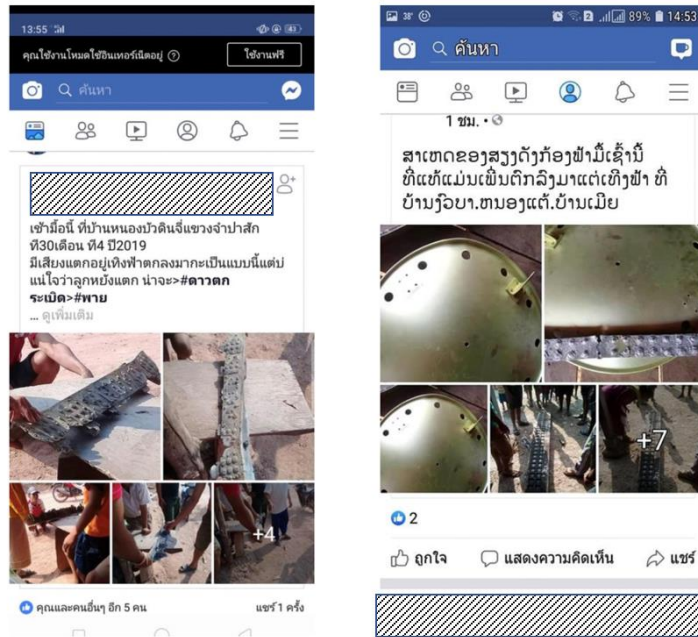 13:55
คุณใช้งานโหมดใช้อินเทอร์เน็ตอยู่
ใช้งานฟรี
ค้นหา
เช้ามื้อนี้ ที่บ้านหนองบัวดินจี่แขวงจำปาสัก
ที30เดือน ที4 ปี2019
มีเสียงแตกอยู่เทิงฟ้าตกลงมากะเป็นแบบนี้แต่บ่
แน่ใจว่าลูกหยังแตก น่าจะ>#ดาวตก
ระเบิด>#พาย
... ดูเพิ่มเติม
+4
คุณและคนอื่นๆ อีก 5 คน
แชร์ 1 ครั้ง
38°
89% 14:53
ค้นหา
1 ชม.
ສາເຫດຂອງສຽງດັງກ້ອງຟ້າມື້ເຊົ້ານີ້
ທີ່ແທ້ແມ່ນເພີ່ນຕົກລົງມາແຕ່ເທິງຟ້າ ທີ່
ບ້ານງົວບາ.ຫນອງແຕ້.ບ້ານເມືຍ
+7
2
ถูกใจ
แสดงความคิดเห็น
แชร์